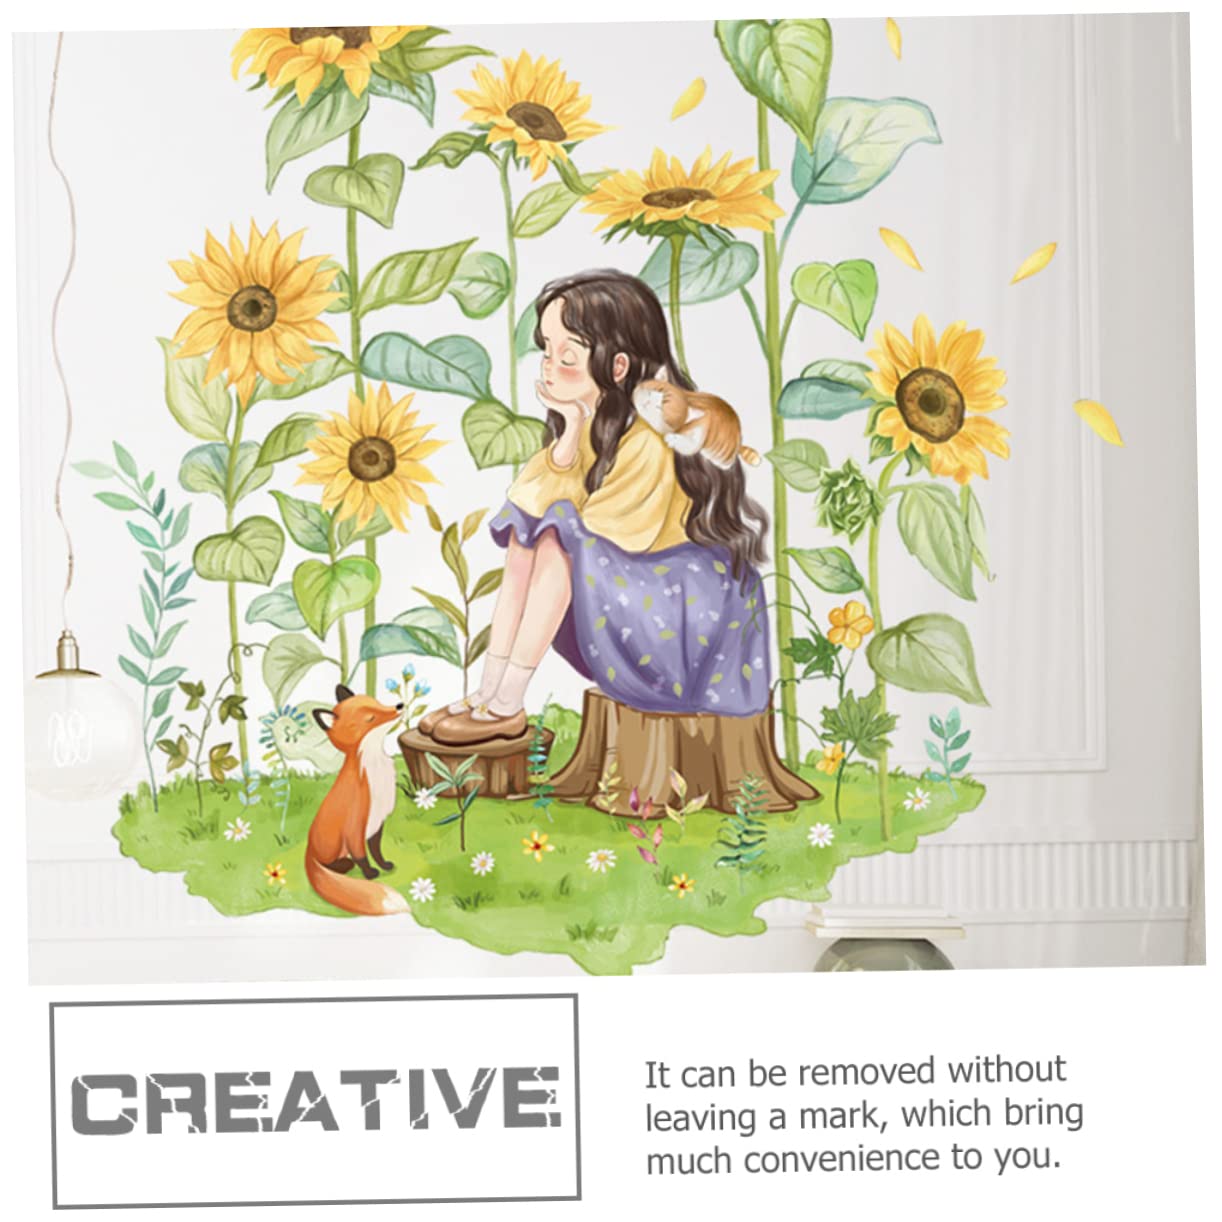 CREATIVE
It can be removed without
leaving a mark, which bring
much convenience to you.